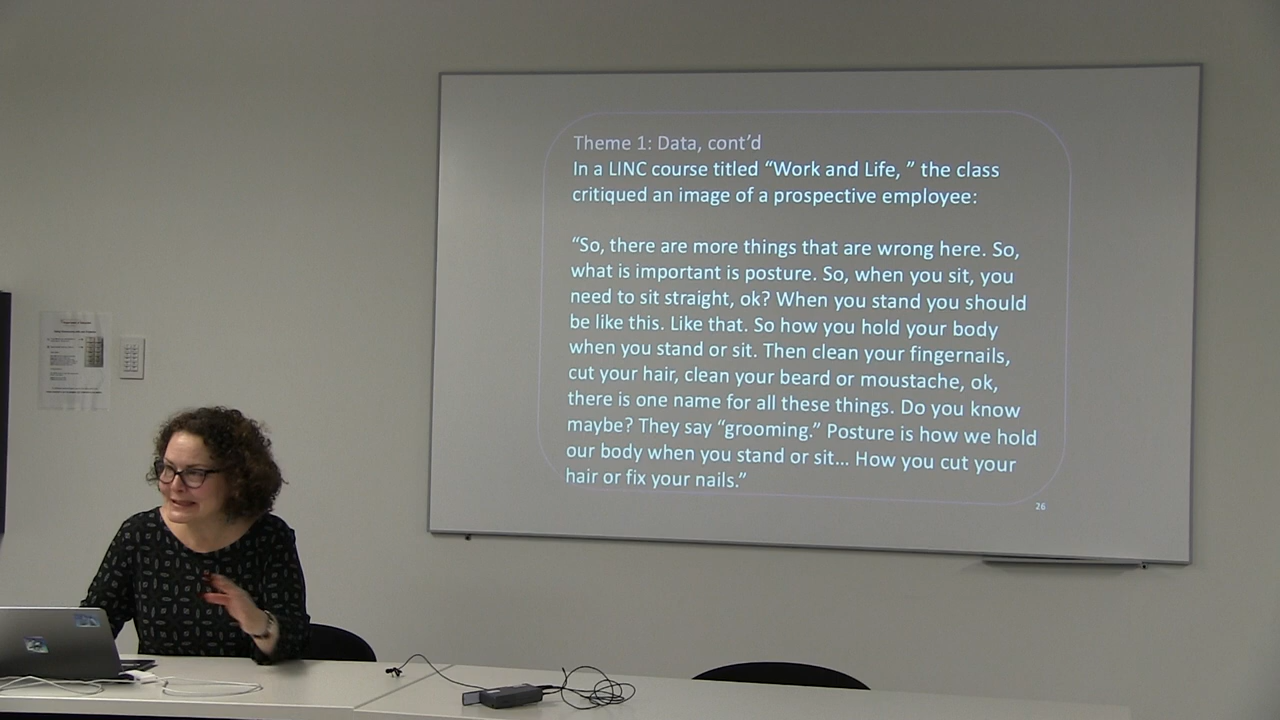 Theme 1: Data, cont’d
In a LINC course titled “Work and Life, ” the class
critiqued an image of a prospective employee:
“So, there are more things that are wrong here. So,
what is important is posture. So, when you sit, you
need to sit straight, ok? When you stand you should
be like this. Like that. So how you hold your body
when you stand or sit. Then clean your fingernails,
cut your hair, clean your beard or moustache, ok,
there is one name for all these things. Do you know
maybe? They say “grooming.” Posture is how we hold
our body when you stand or sit... How you cut your
hair or fix your nails.”
26